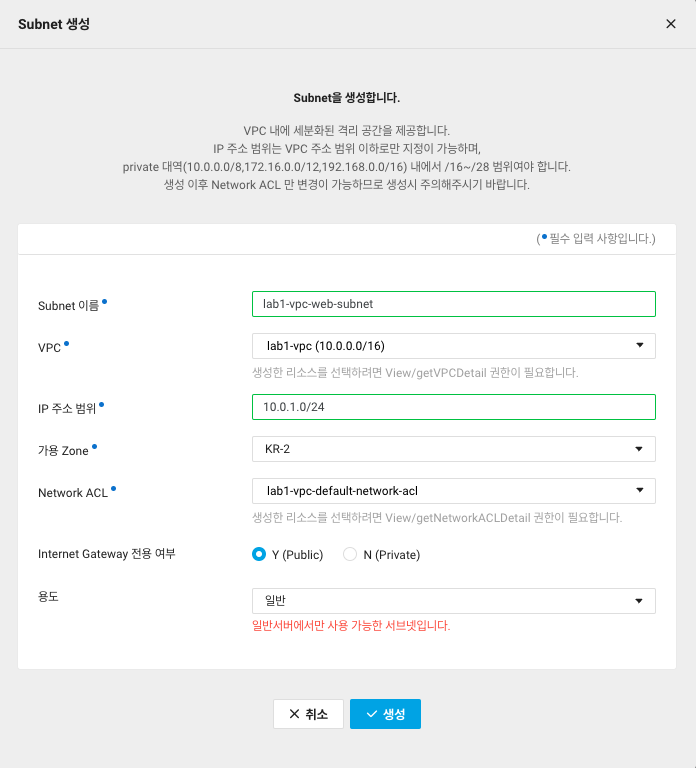 Subnet 생성
Subnet을 생성합니다.
VPC 내에 세분화된 격리 공간을 제공합니다.
IP 주소 범위는 VPC 주소 범위 이하로만 지정이 가능하며,
private 대역(10.0.0.0/8,172.16.0.0/12,192.168.0.0/16) 내에서 /16~/28 범위여야 합니다.
생성 이후 Network ACL 만 변경이 가능하므로 생성시 주의해주시기 바랍니다.
(•필수 입력 사항입니다.)
Subnet 이름• lab1-vpc-web-subnet
VPC• lab1-vpc (10.0.0.0/16)
생성한 리소스를 선택하려면 View/getVPCDetail 권한이 필요합니다.
IP 주소 범위• 10.0.1.0/24
가용 Zone• KR-2
Network ACL• lab1-vpc-default-network-acl
생성한 리소스를 선택하려면 View/getNetworkACLDetail 권한이 필요합니다.
Internet Gateway 전용 여부 Y (Public) N (Private)
용도 일반
일반서버에서만 사용 가능한 서브넷입니다.
취소 생성